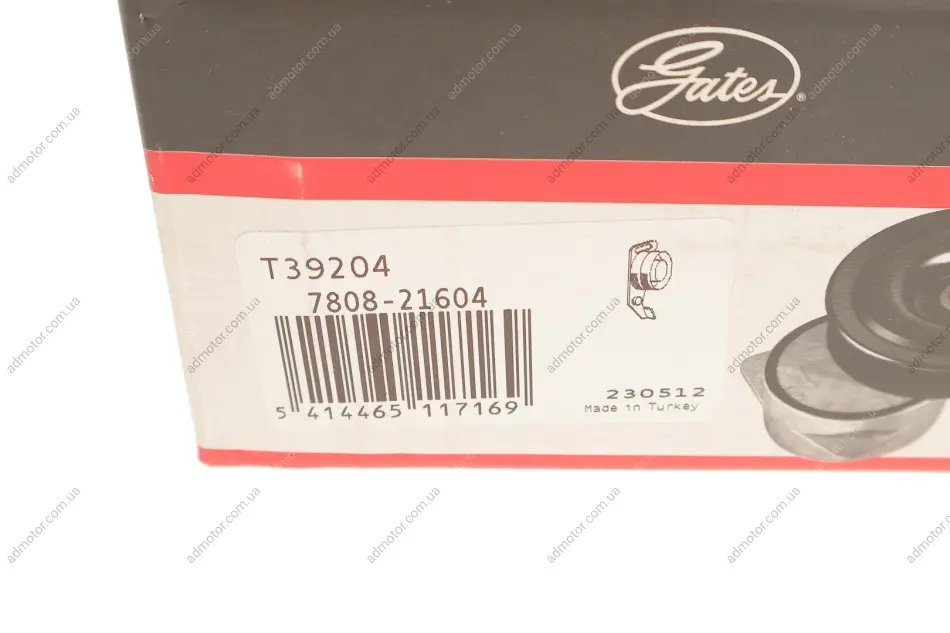 Gates®
T39204
7808-21604
5 414465 117169
230512
Made in Turkey
admotor.com.ua